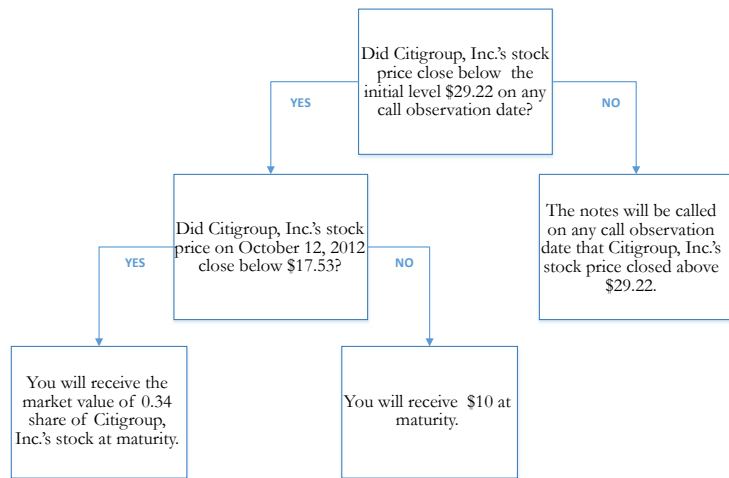 Did Citigroup, Inc.'s stock
price close below the
initial level $29.22 on any
call observation date?
YES
NO
Did Citigroup, Inc.'s stock
price on October 12, 2012
close below $17.53?
The notes will be called
on any call observation
date that Citigroup, Inc.'s
stock price closed above
$29.22.
YES
NO
You will receive the
market value of 0.34
share of Citigroup,
Inc.'s stock at maturity.
You will receive $10 at
maturity.